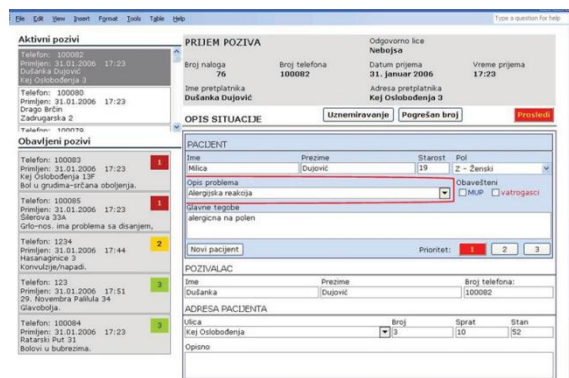 File Edit View Insert Format Tools Table Help
Type a question for help
Aktivni pozivi
Telefon: 100082
Primljen: 31.01.2006 17:23
Dušanka Dujović
Kej Oslobođenja 3
Telefon: 100080
Primljen: 31.01.2006 17:23
Drago Brčin
Zadrugarska 2
Telefon: 100079
Obavljeni pozivi
Telefon: 100083
Primljen: 31.01.2006 17:23
1
Kej Oslobođenja 13F
Bol u grudima-srčana oboljenja.
Telefon: 100085
Primljen: 31.01.2006 17:23
1
Šilerova 33A
Grlo-nos. ima problema sa disanjem,
Telefon: 1234
Primljen: 31.01.2006 17:44
2
Hasanaginice 3
Konvulzije/napadi.
Telefon: 123
Primljen: 31.01.2006 17:51
3
29. Novembra Palilula 34
Glavobolja.
Telefon: 100084
Primljen: 31.01.2006 17:23
3
Ratarski Put 31
Bolovi u bubrezima.
PRIJEM POZIVA
Odgovorno lice
Nebojsa
Broj naloga Broj telefona Datum prijema Vreme prijema
76 100082 31. januar 2006 17:23
Ime pretplatnika Adresa pretplatnika
Dušanka Dujović Kej Oslobođenja 3
OPIS SITUACIJE Uznemiravanje Pogrešan broj Prosledi
PACIJENT
Ime Prezime Starost Pol
Milica Dujović 19 Z - Ženski
Opis problema Obavešteni
Alergijska reakcija MUP vatrogasci
Glavne tegobe
alergicna na polen
Novi pacijent Prioritet: 1 2 3
POZIVALAC
Ime Prezime Broj telefona:
Dušanka Dujović 100082
ADRESA PACIJENTA
Ulica Broj Sprat Stan
Kej Oslobođenja 3 10 52
Opisno